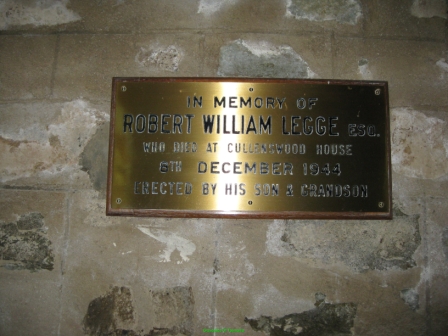 IN MEMORY OF
ROBERT WILLIAM LEGGE ESQ.
WHO DIED AT CULLENSWOOD HOUSE
6TH DECEMBER 1944
ERECTED BY HIS SON & GRANDSON